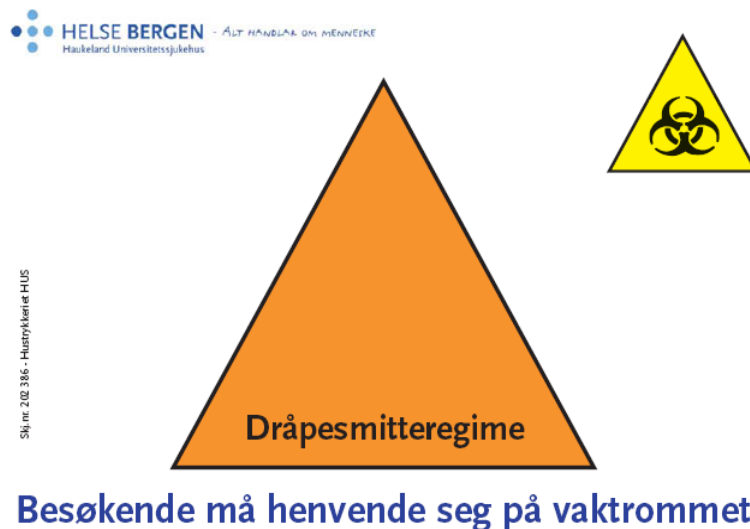 HELSE BERGEN - ALT HANDLAR OM MENNESKE
Haukeland Universitetssjukehus
Skj.nr. 202 386 - Hustrykkeriet HUS
Dråpesmitteregime
Besøkende må henvende seg på vaktrommet